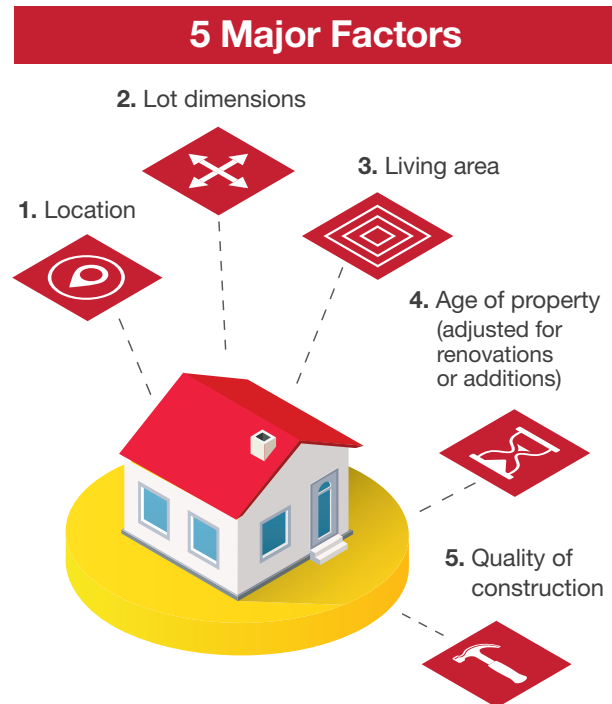 5 Major Factors
1. Location
2. Lot dimensions
3. Living area
4. Age of property
(adjusted for
renovations
or additions)
5. Quality of
construction